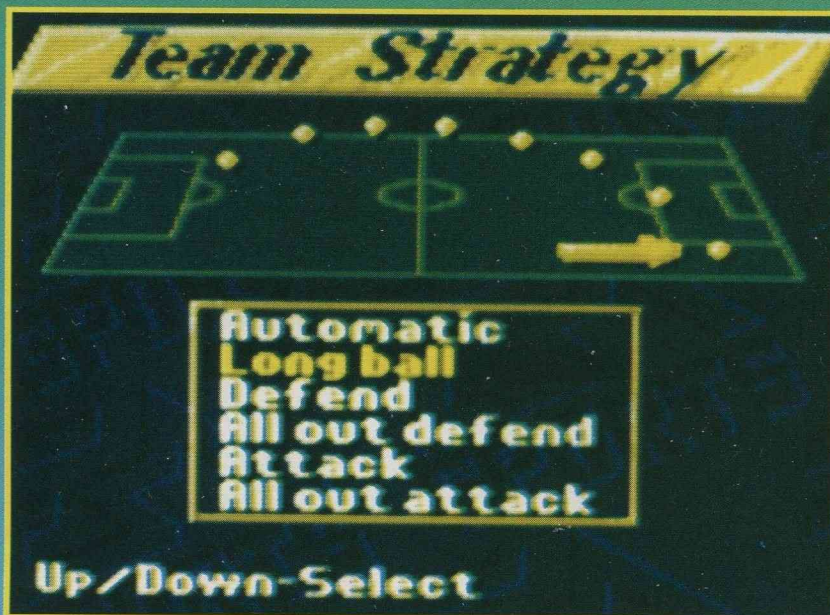 Team Strategy
Automatic
Long ball
Defend
All out defend
Attack
All out attack
Up/Down-Select